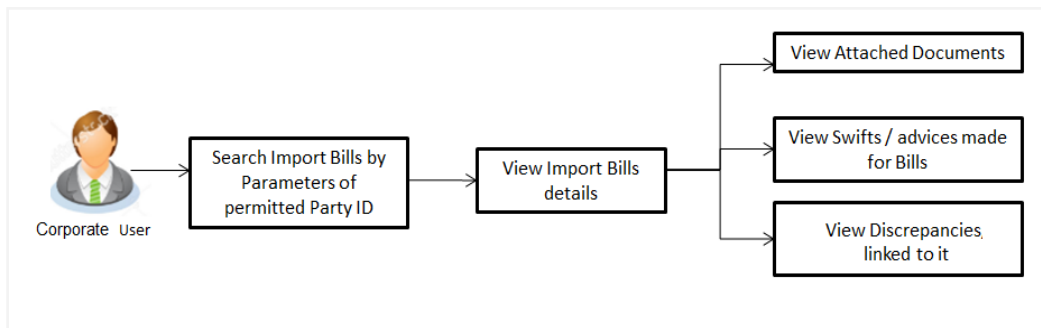 Corporate User
Search Import Bills by
Parameters of
permitted Party ID
View Import Bills
details
View Attached Documents
View Swifts / advices made
for Bills
View Discrepancies,
linked to it